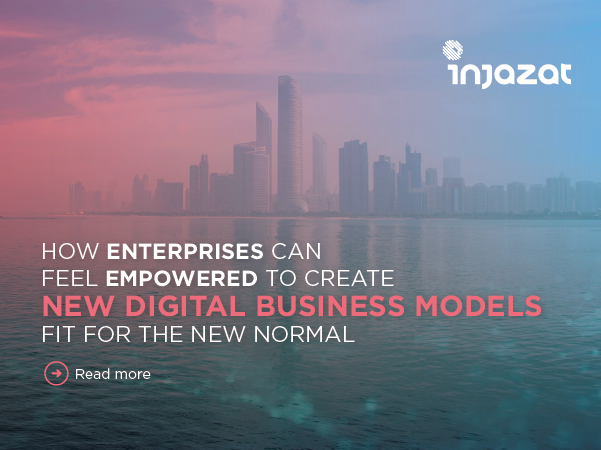 injazat
HOW ENTERPRISES CAN
FEEL EMPOWERED TO CREATE
NEW DIGITAL BUSINESS MODELS
FIT FOR THE NEW NORMAL
Read more